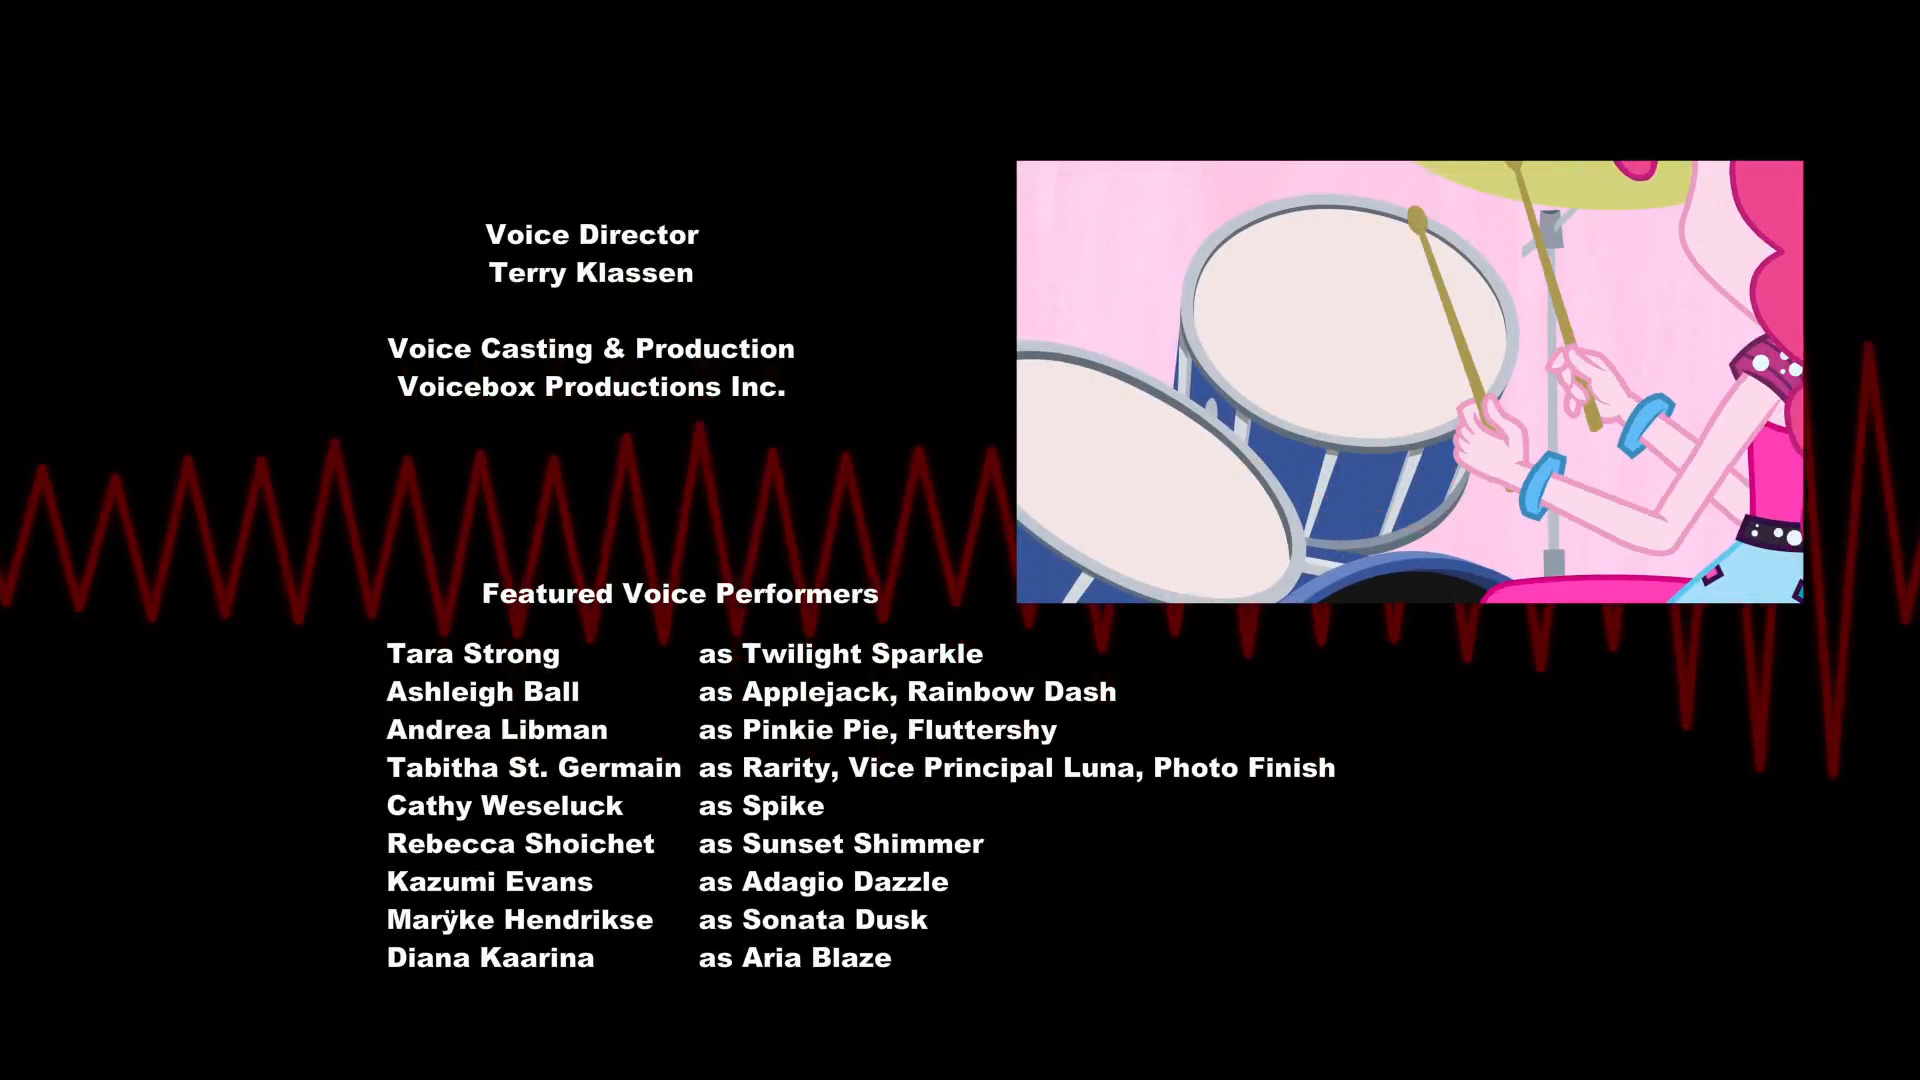 Voice Director
Terry Klassen
Voice Casting & Production
Voicebox Productions Inc.
Featured Voice Performers
Tara Strong as Twilight Sparkle
Ashleigh Ball as Applejack, Rainbow Dash
Andrea Libman as Pinkie Pie, Fluttershy
Tabitha St. Germain as Rarity, Vice Principal Luna, Photo Finish
Cathy Weseluck as Spike
Rebecca Shoichet as Sunset Shimmer
Kazumi Evans as Adagio Dazzle
Marÿke Hendrikse as Sonata Dusk
Diana Kaarina as Aria Blaze